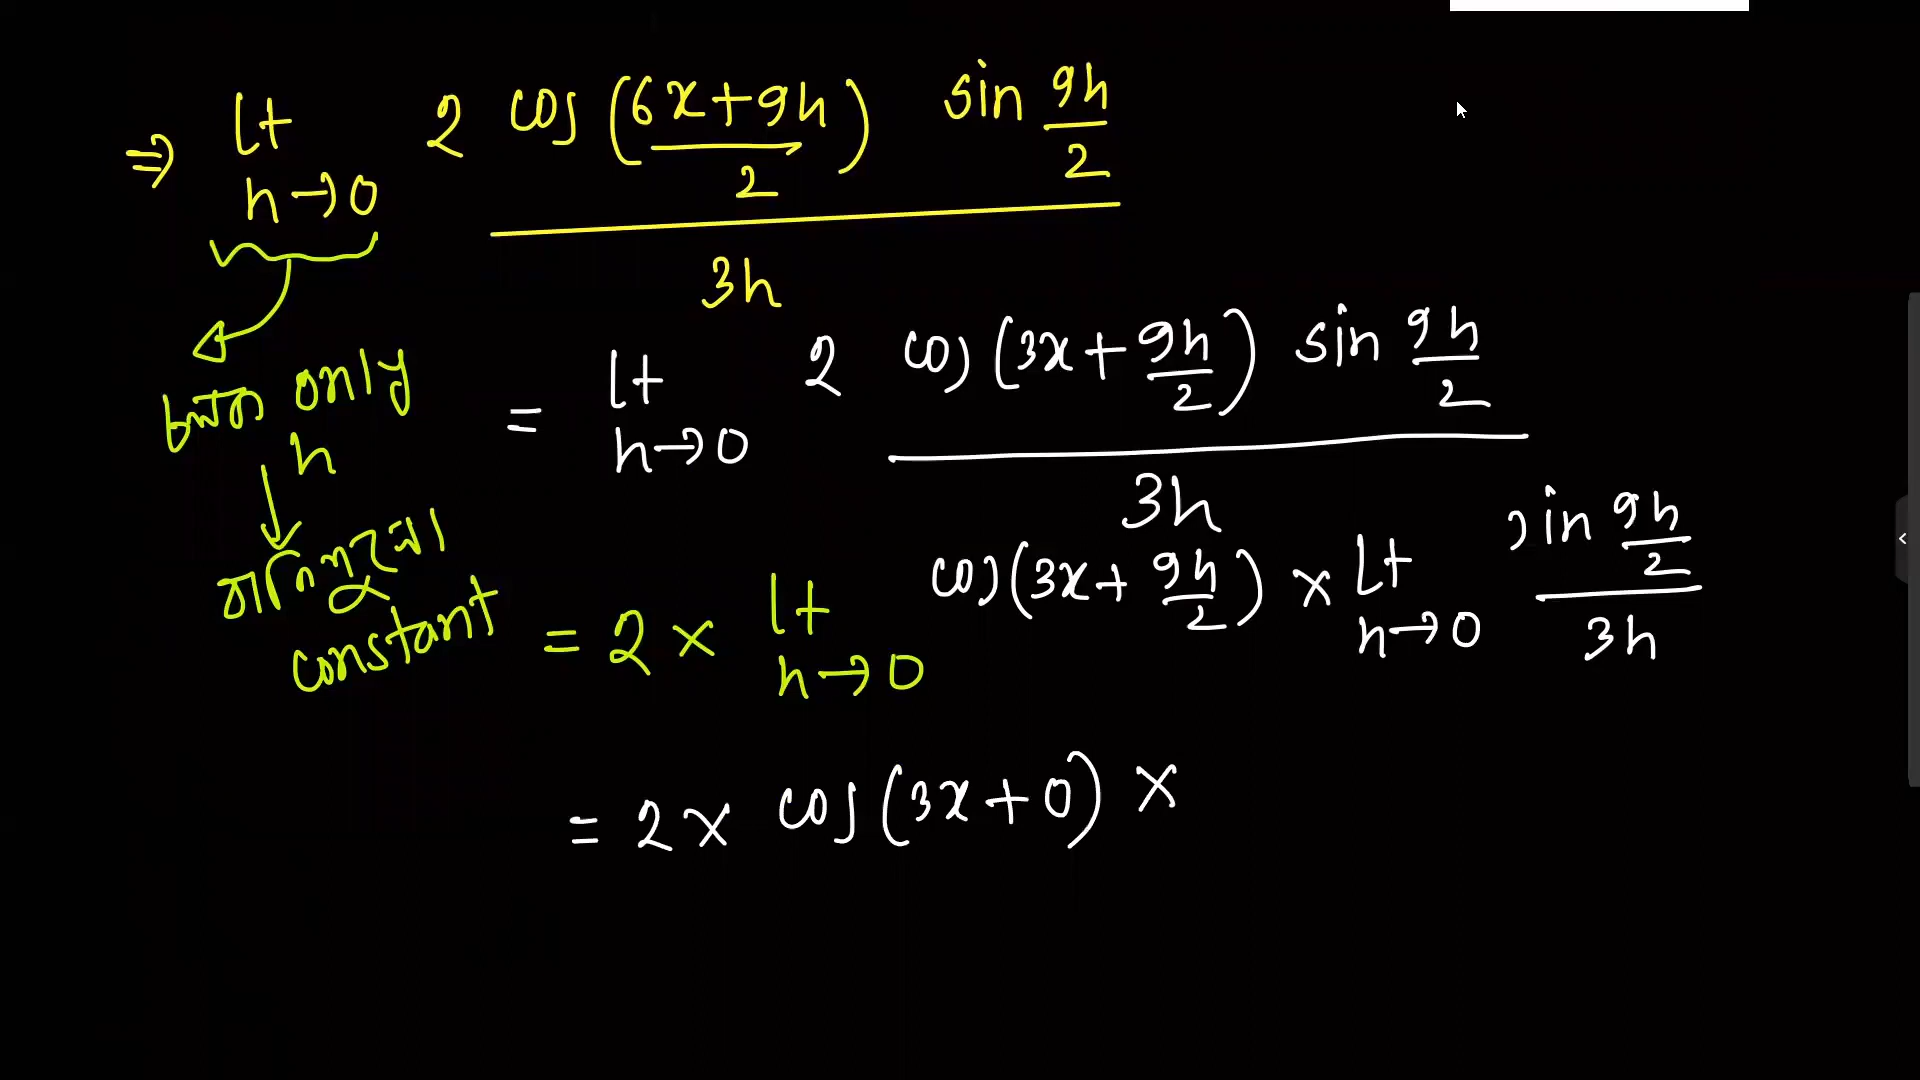 ⇒ lt h→0 2 cos (6x+9h/2) sin 9h/2 / 3h
only
h
constant
= lt h→0 2 cos (3x+9h/2) sin 9h/2 / 3h
= 2 × lt h→0 cos (3x+9h/2) × Lt h→0 sin 9h/2 / 3h
= 2 × cos (3x+0) ×